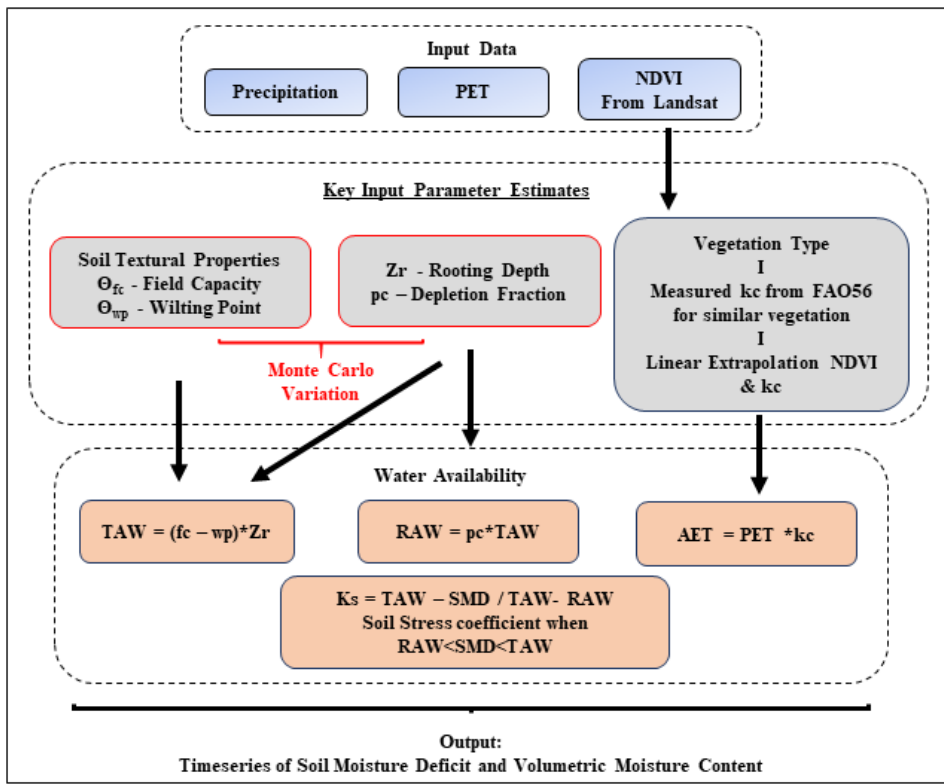 Input Data
Precipitation
PET
NDVI
From Landsat
Key Input Parameter Estimates
Soil Textural Properties
Θfc - Field Capacity
Θwp - Wilting Point
Zr - Rooting Depth
pc – Depletion Fraction
Vegetation Type
I
Measured kc from FAO56
for similar vegetation
I
Linear Extrapolation NDVI
& kc
Monte Carlo
Variation
Water Availability
TAW = (fc – wp)*Zr
RAW = pc*TAW
AET = PET *kc
Ks = TAW – SMD / TAW- RAW
Soil Stress coefficient when
RAW<SMD<TAW
Output:
Timeseries of Soil Moisture Deficit and Volumetric Moisture Content